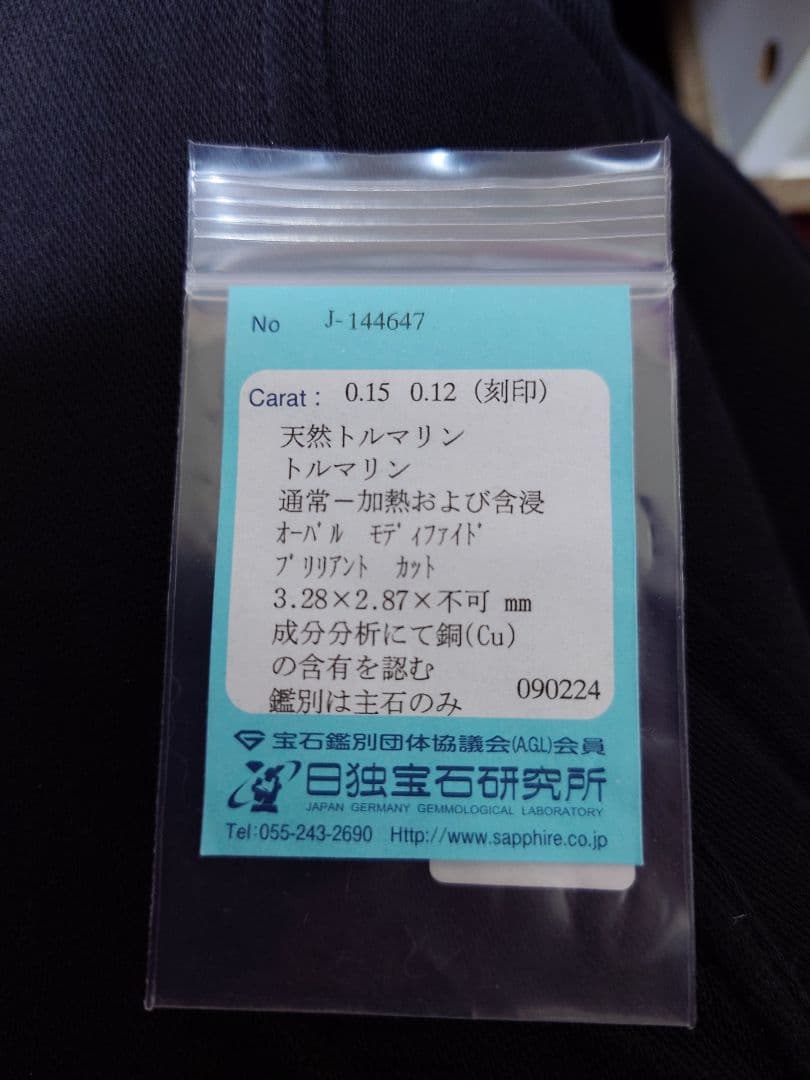 No J-144647
Carat : 0.15 0.12 (刻印)
天然トルマリン
トルマリン
通常－加熱および含浸
ｵｰﾊﾞﾙ ﾓﾃﾞｨﾌｧｲﾄﾞ
ﾌﾞﾘﾘｱﾝﾄ ｶｯﾄ
3.28×2.87×不可 mm
成分分析にて銅(Cu)
の含有を認む
鑑別は主石のみ 090224
宝石鑑別団体協議会(A.G.L)会員
日独宝石研究所
JAPAN GERMANY GEMMOLOGICAL LABORATORY
Tel:055-243-2690 Http://www.sapphire.co.jp